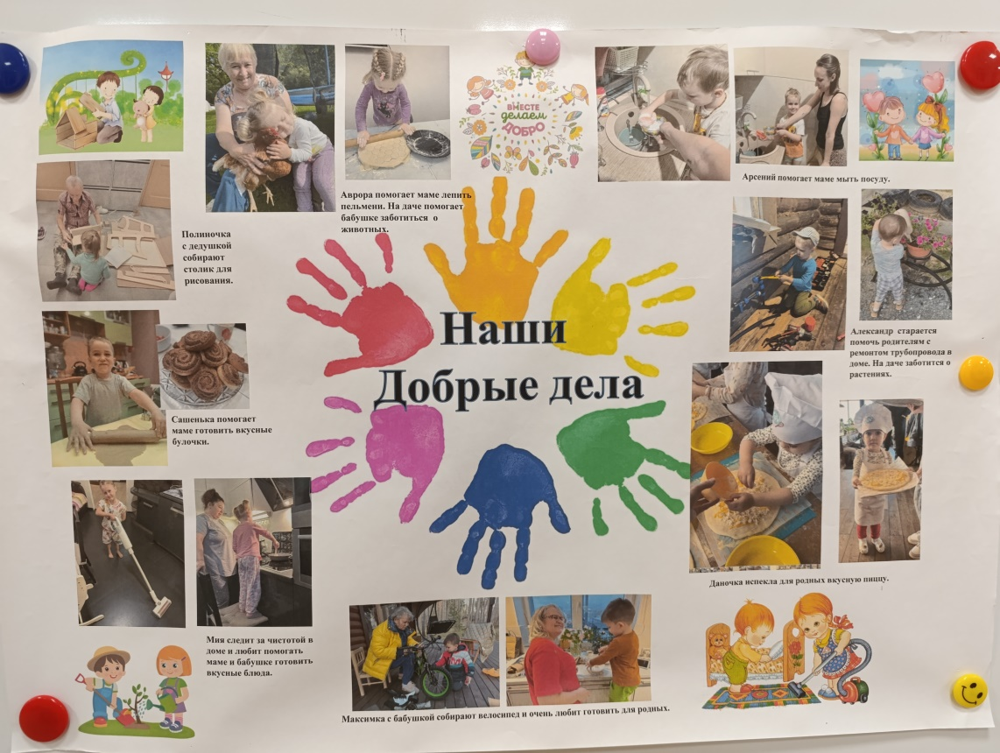 ВМЕСТЕ
делаем
ДОБРО
Аврора помогает маме лепить
пельмени. На даче помогает
бабушке заботиться о
животных.
Арсений помогает маме мыть посуду.
Полиночка
с дедушкой
собирают
столик для
рисования.
Наши
Добрые дела
Александр старается
помочь родителям с
ремонтом трубопровода в
доме. На даче заботится о
растениях.
Сашенька помогает
маме готовить вкусные
булочки.
Даночка испекла для родных вкусную пиццу.
Мия следит за чистотой в
доме и любит помогать
маме и бабушке готовить
вкусные блюда.
Максимка с бабушкой собирают велосипед и очень любит готовить для родных.